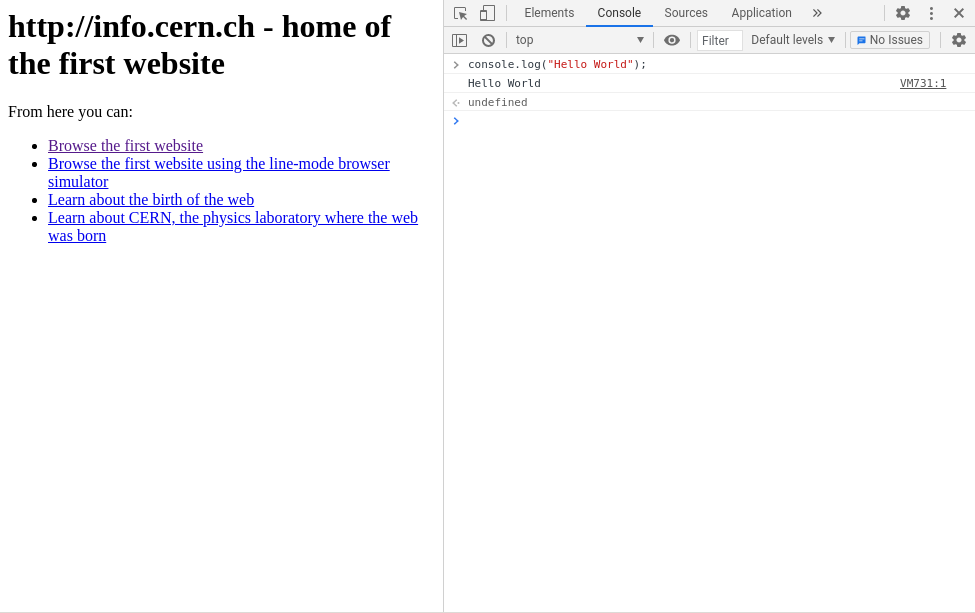 http://info.cern.ch - home of
the first website
From here you can:
Browse the first website
Browse the first website using the line-mode browser
simulator
Learn about the birth of the web
Learn about CERN, the physics laboratory where the web
was born
Elements Console Sources Application
top Filter Default levels No Issues
console.log("Hello World");
Hello World VM731:1
undefined